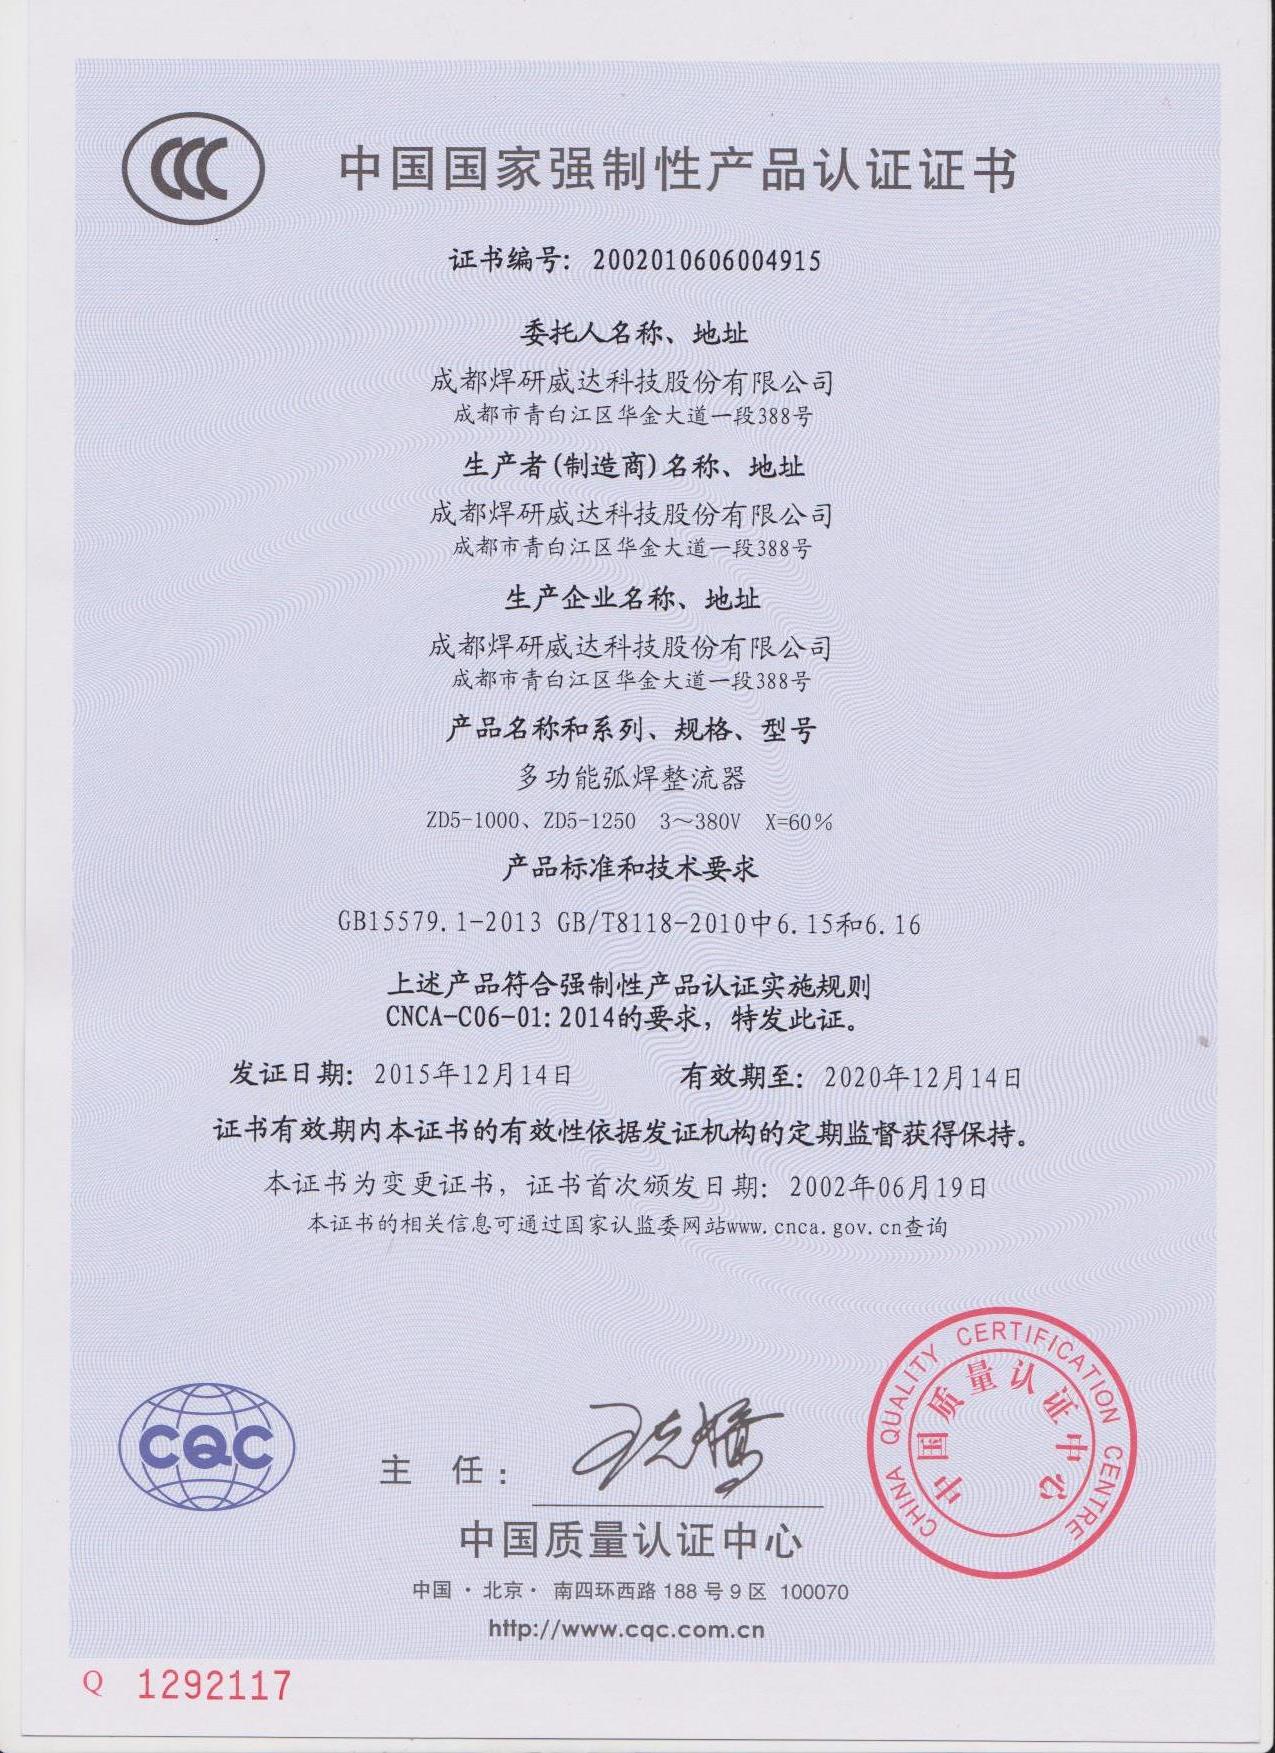 CCC
中国国家强制性产品认证证书
证书编号: 2002010606004915
委托人名称、地址
成都焊研威达科技股份有限公司
成都市青白江区华金大道一段388号
生产者(制造商)名称、地址
成都焊研威达科技股份有限公司
成都市青白江区华金大道一段388号
生产企业名称、地址
成都焊研威达科技股份有限公司
成都市青白江区华金大道一段388号
产品名称和系列、规格、型号
多功能弧焊整流器
ZD5-1000、ZD5-1250 3～380V X=60%
产品标准和技术要求
GB15579.1-2013 GB/T8118-2010中6.15和6.16
上述产品符合强制性产品认证实施规则
CNCA-C06-01:2014的要求，特发此证。
发证日期: 2015年12月14日 有效期至: 2020年12月14日
证书有效期内本证书的有效性依据发证机构的定期监督获得保持。
本证书为变更证书，证书首次颁发日期: 2002年06月19日
本证书的相关信息可通过国家认监委网站www.cnca.gov.cn查询
CHINA QUALITY CERTIFICATION CENTRE
中国质量认证中心
CQC
主 任:
中国质量认证中心
中国·北京· 南四环西路 188 号 9 区 100070
http://www.cqc.com.cn
Q 1292117